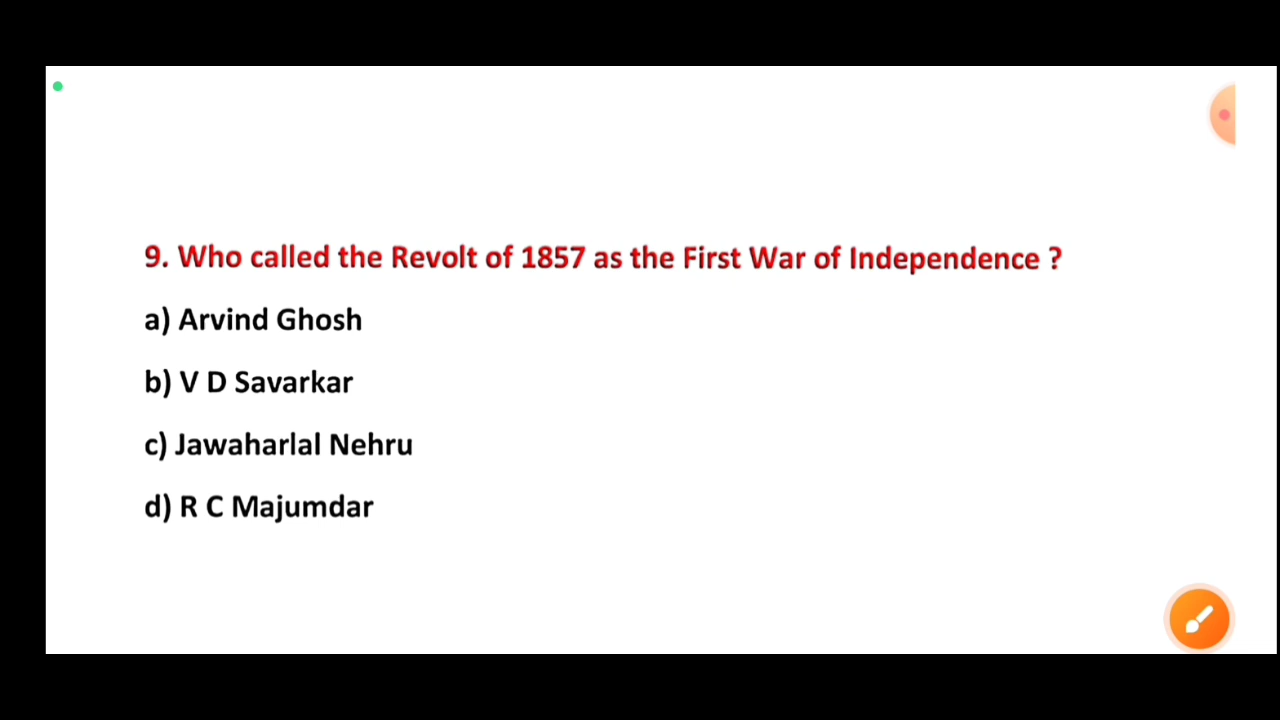 9. Who called the Revolt of 1857 as the First War of Independence ?
a) Arvind Ghosh
b) V D Savarkar
c) Jawaharlal Nehru
d) R C Majumdar